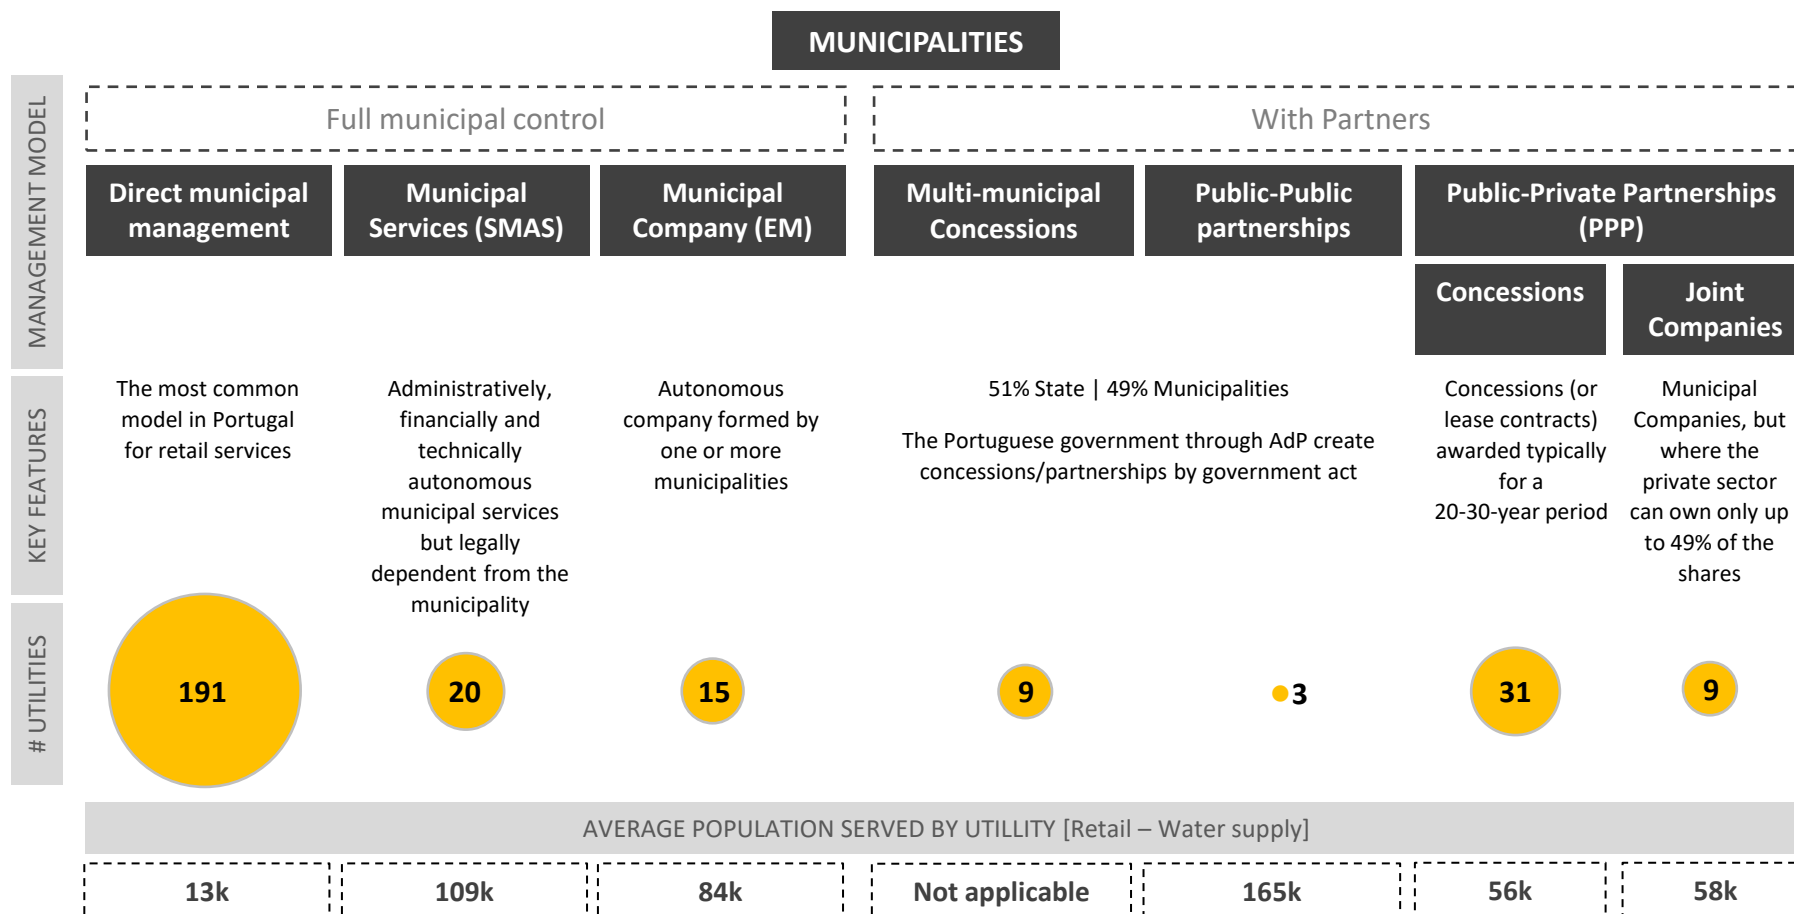 MUNICIPALITIES
MANAGEMENT MODEL
Full municipal control
With Partners
Direct municipal
management
Municipal
Services (SMAS)
Municipal
Company (EM)
Multi-municipal
Concessions
Public-Public
partnerships
Public-Private Partnerships
(PPP)
Concessions
Joint
Companies
KEY FEATURES
The most common
model in Portugal
for retail services
Administratively,
financially and
technically
autonomous
municipal services
but legally
dependent from the
municipality
Autonomous
company formed by
one or more
municipalities
51% State | 49% Municipalities
The Portuguese government through AdP create
concessions/partnerships by government act
Concessions (or
lease contracts)
awarded typically
for a
20-30-year period
Municipal
Companies, but
where the
private sector
can own only up
to 49% of the
shares
# UTILITIES
191
20
15
9
3
31
9
AVERAGE POPULATION SERVED BY UTILLITY [Retail – Water supply]
13k
109k
84k
Not applicable
165k
56k
58k